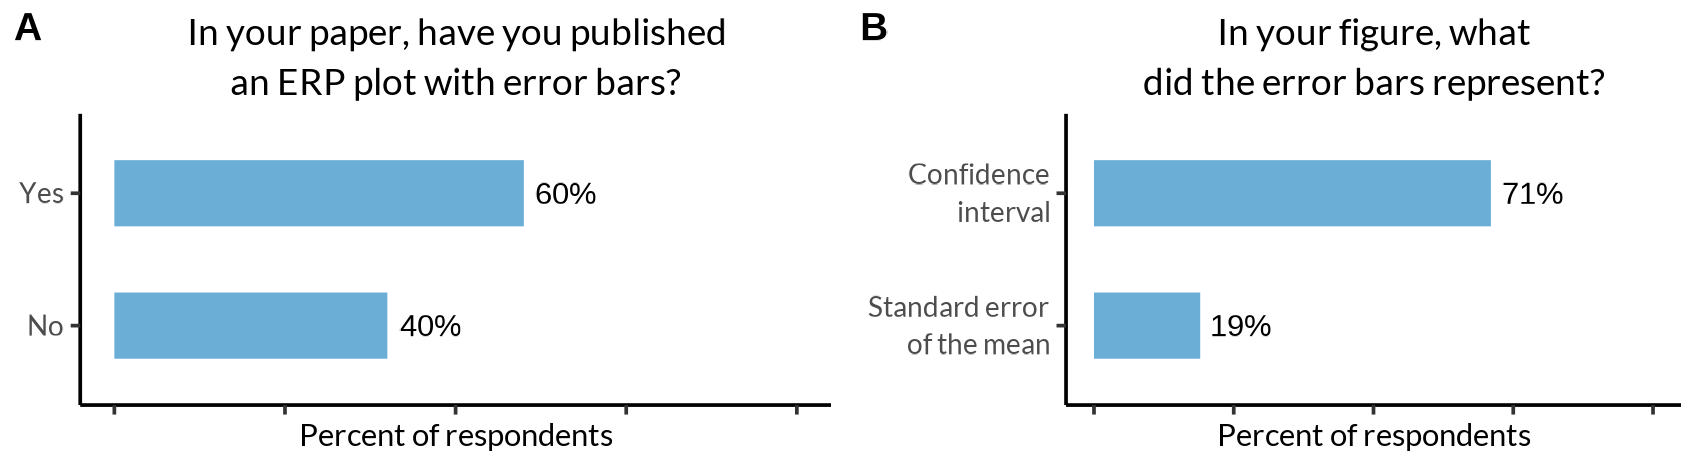 A
In your paper, have you published
an ERP plot with error bars?
Yes
60%
No
40%
Percent of respondents
B
In your figure, what
did the error bars represent?
Confidence
interval
71%
Standard error
of the mean
19%
Percent of respondents